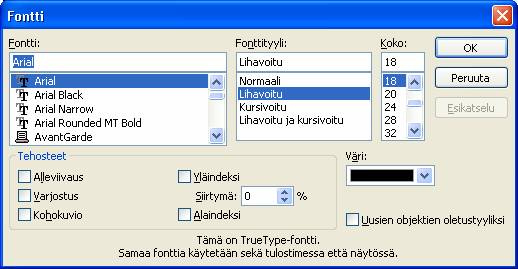 Fontti
Fontti:
Arial
Arial
Arial Black
Arial Narrow
Arial Rounded MT Bold
AvantGarde
Fonttityyli:
Lihavoitu
Normaali
Lihavoitu
Kursivoitu
Lihavoitu ja kursivoitu
Koko:
18
18
20
24
28
32
OK
Peruuta
Esikatselu
Tehosteet
Alleviivaus
Varjostus
Kohokuvio
Yläindeksi
Siirtymä: 0 %
Alaindeksi
Väri:
Uusien objektien oletustyyliksi
Tämä on TrueType-fontti.
Samaa fonttia käytetään sekä tulostimessa että näytössä.